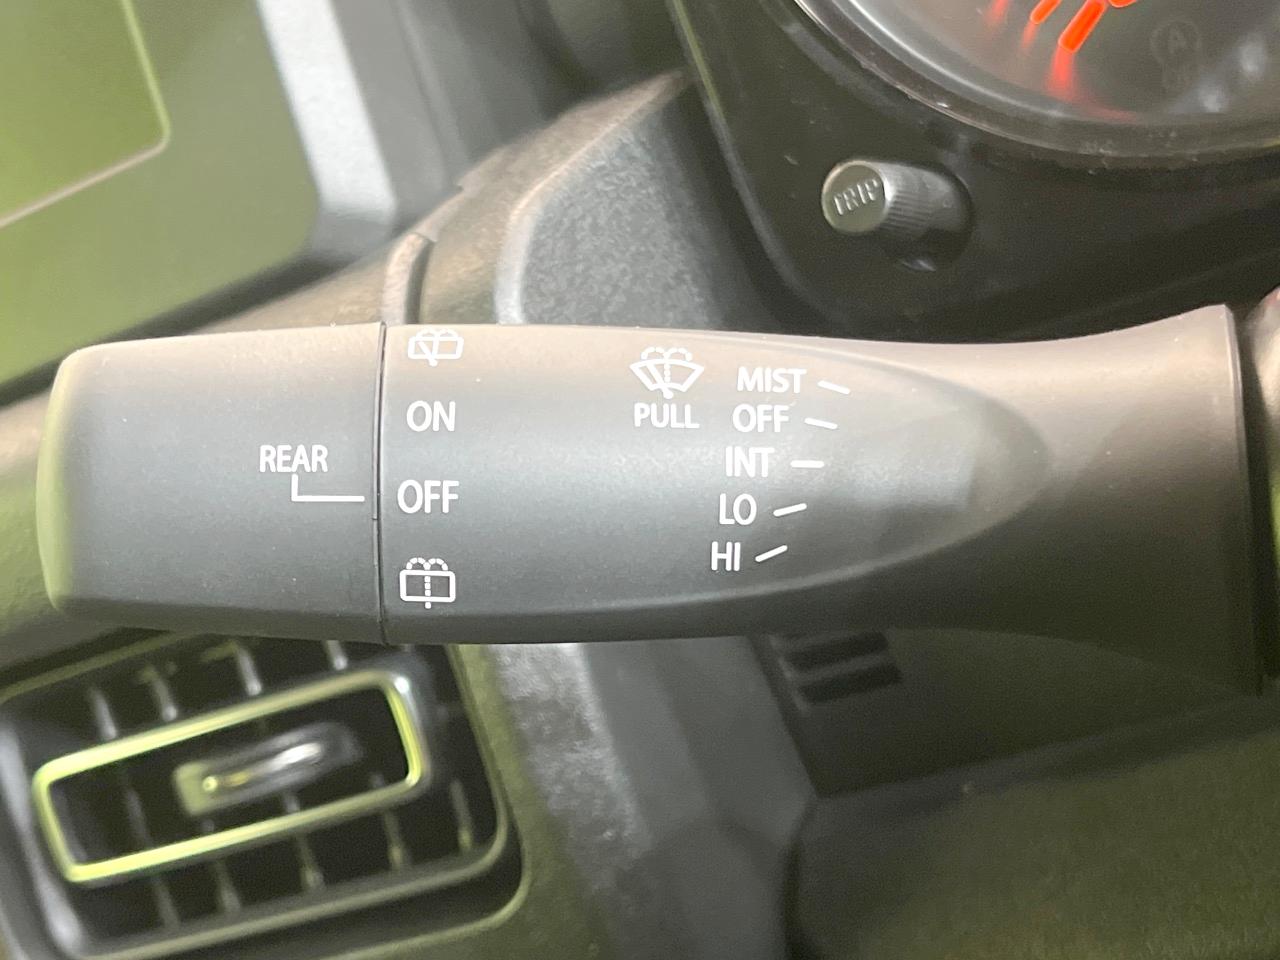 TRIP
MIST
ON
PULL
OFF
REAR
INT
OFF
LO
HI
A